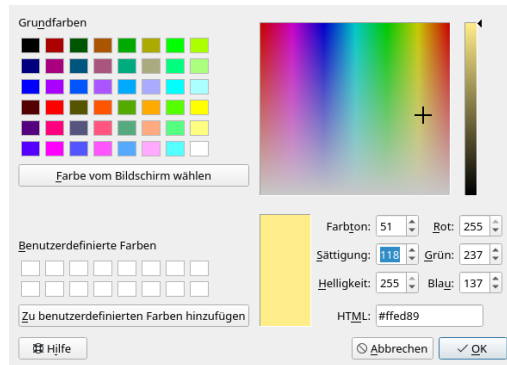 Grundfarben
Farbe vom Bildschirm wählen
Benutzerdefinierte Farben
Zu benutzerdefinierten Farben hinzufügen
Farbton: 51 Rot: 255
Sättigung: 118 Grün: 237
Helligkeit: 255 Blau: 137
HTML: #ffed89
Hilfe Abbrechen OK